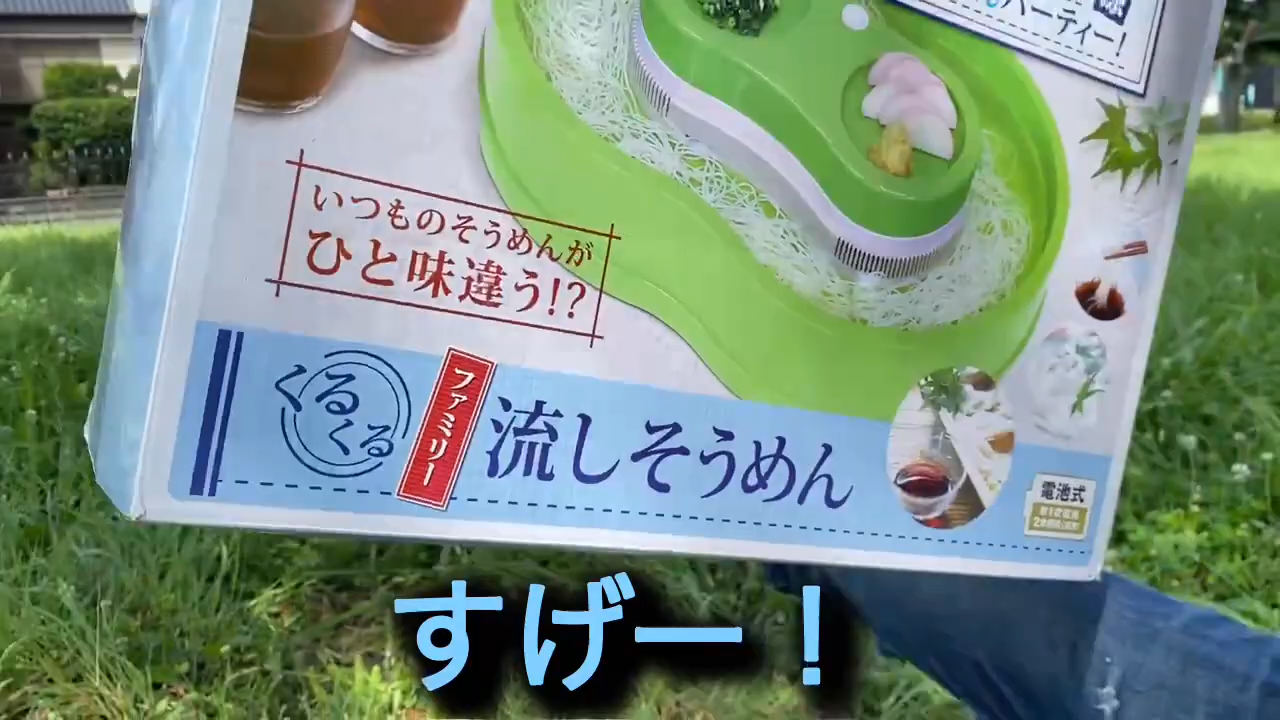 パーティー!
いつものそうめんが
ひと味違う!?
くるくる
ファミリー
流しそうめん
電池式
すげー!